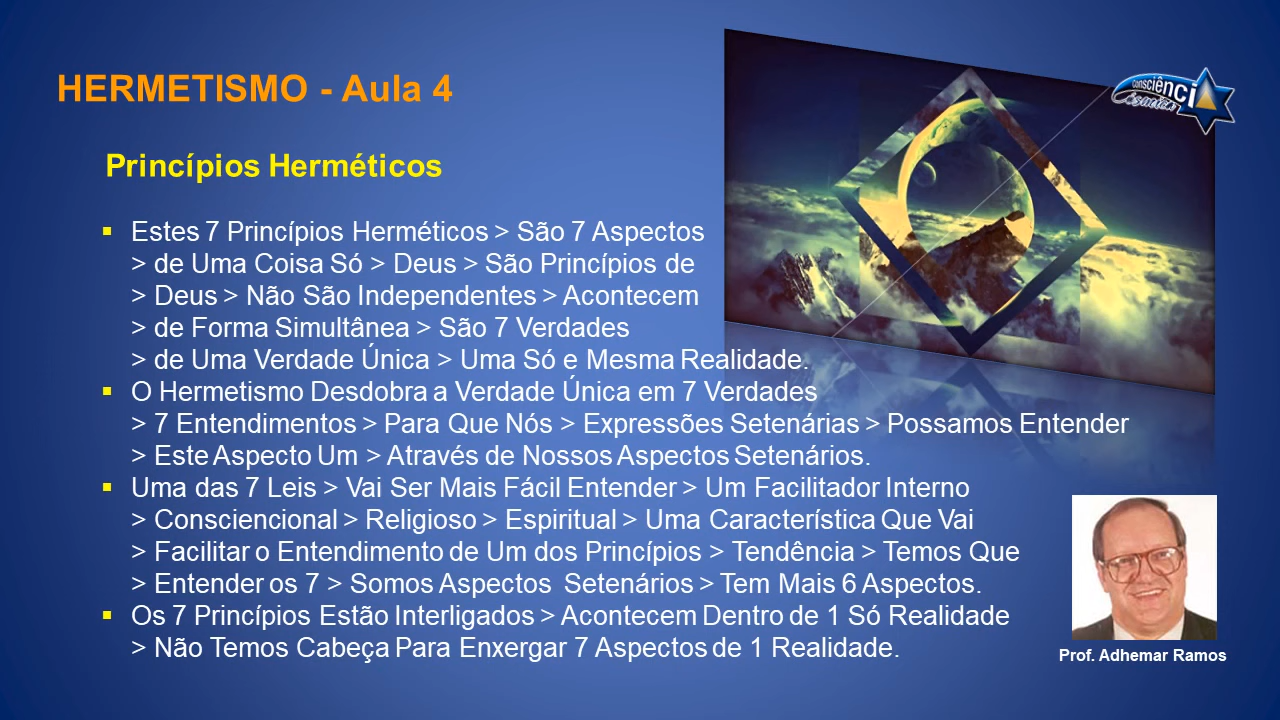 HERMETISMO - Aula 4
Consciênci
Cósmica
Princípios Herméticos
Estes 7 Princípios Herméticos > São 7 Aspectos
> de Uma Coisa Só > Deus > São Princípios de
> Deus > Não São Independentes > Acontecem
> de Forma Simultânea > São 7 Verdades
> de Uma Verdade Única > Uma Só e Mesma Realidade.
O Hermetismo Desdobra a Verdade Única em 7 Verdades
> 7 Entendimentos > Para Que Nós > Expressões Setenárias > Possamos Entender
> Este Aspecto Um > Através de Nossos Aspectos Setenários.
Uma das 7 Leis > Vai Ser Mais Fácil Entender > Um Facilitador Interno
> Consciencional > Religioso > Espiritual > Uma Característica Que Vai
> Facilitar o Entendimento de Um dos Princípios > Tendência > Temos Que
> Entender os 7 > Somos Aspectos Setenários > Tem Mais 6 Aspectos.
Os 7 Princípios Estão Interligados > Acontecem Dentro de 1 Só Realidade
> Não Temos Cabeça Para Enxergar 7 Aspectos de 1 Realidade.
Prof. Adhemar Ramos